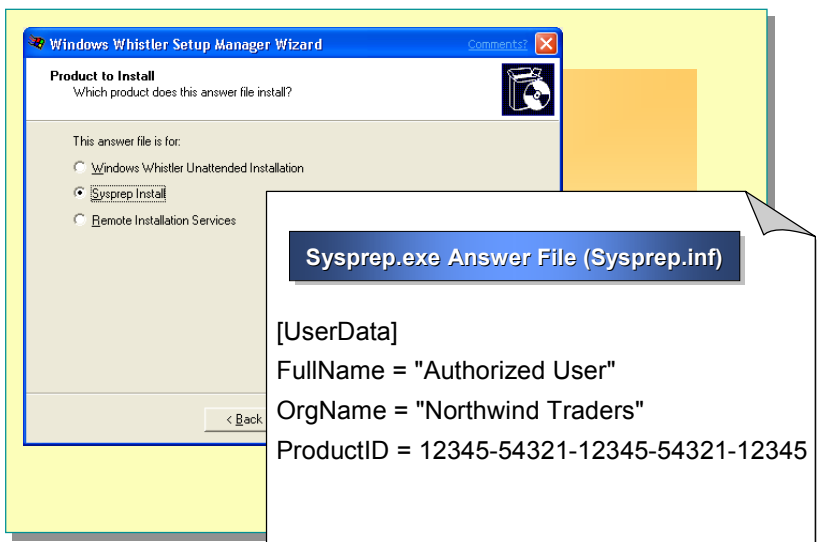 Windows Whistler Setup Manager Wizard
Comments?
Product to Install
Which product does this answer file install?
This answer file is for:
Windows Whistler Unattended Installation
Sysprep Install
Remote Installation Services
< Back
Sysprep.exe Answer File (Sysprep.inf)
[UserData]
FullName = "Authorized User"
OrgName = "Northwind Traders"
ProductID = 12345-54321-12345-54321-12345